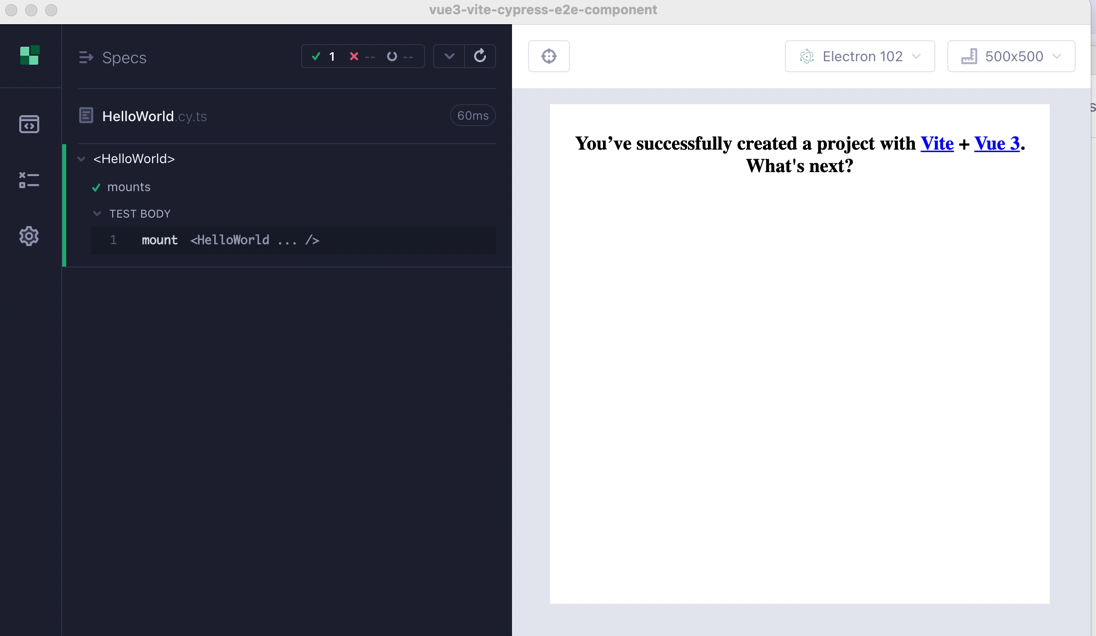 vue3-vite-cypress-e2e-component
Specs
1 -- --
HelloWorld.cy.ts
60ms
<HelloWorld>
mounts
TEST BODY
1 mount <HelloWorld ... />
Electron 102
500x500
You’ve successfully created a project with Vite + Vue 3.
What's next?
s